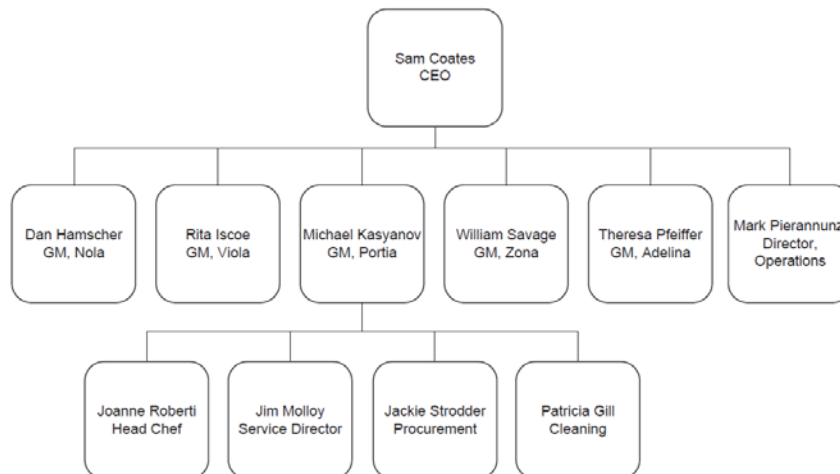 Sam Coates
CEO
Dan Hamscher
GM, Nola
Rita Iscoe
GM, Viola
Michael Kasyanov
GM, Portia
William Savage
GM, Zona
Theresa Pfeiffer
GM, Adelina
Mark Pierannunz
Director,
Operations
Joanne Roberti
Head Chef
Jim Molloy
Service Director
Jackie Strodder
Procurement
Patricia Gill
Cleaning